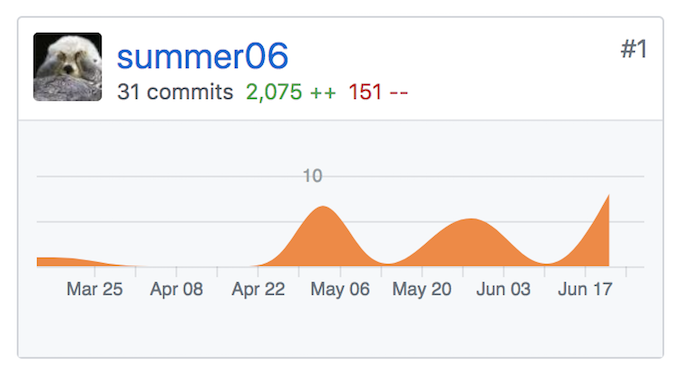 summer06
#1
31 commits 2,075 ++ 151 --
10
Mar 25 Apr 08 Apr 22 May 06 May 20 Jun 03 Jun 17